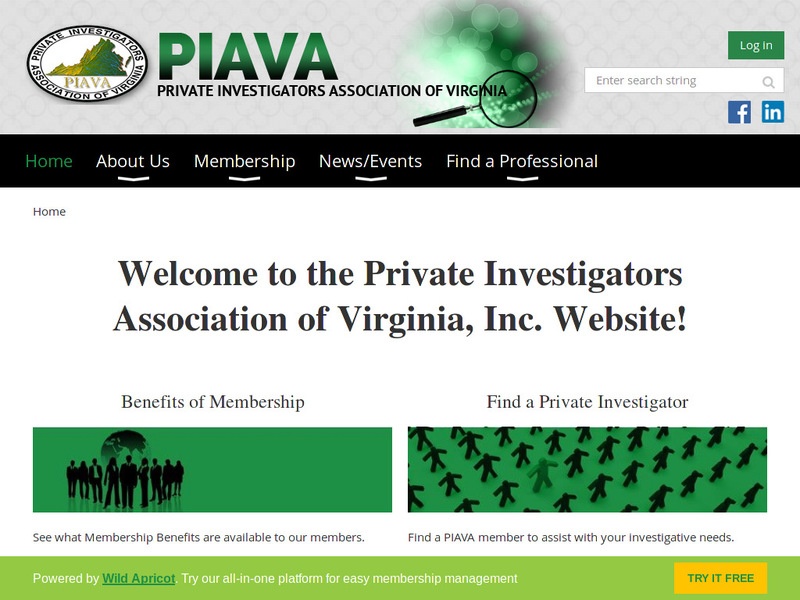 PRIVATE INVESTIGATORS
PIAVA
ASSOCIATION OF VIRGINIA
PIAVA
PRIVATE INVESTIGATORS ASSOCIATION OF VIRGINIA
Log in
Enter search string
Home
About Us
Membership
News/Events
Find a Professional
Home
Welcome to the Private Investigators
Association of Virginia, Inc. Website!
Benefits of Membership
Find a Private Investigator
See what Membership Benefits are available to our members.
Find a PIAVA member to assist with your investigative needs.
Powered by Wild Apricot. Try our all-in-one platform for easy membership management
TRY IT FREE